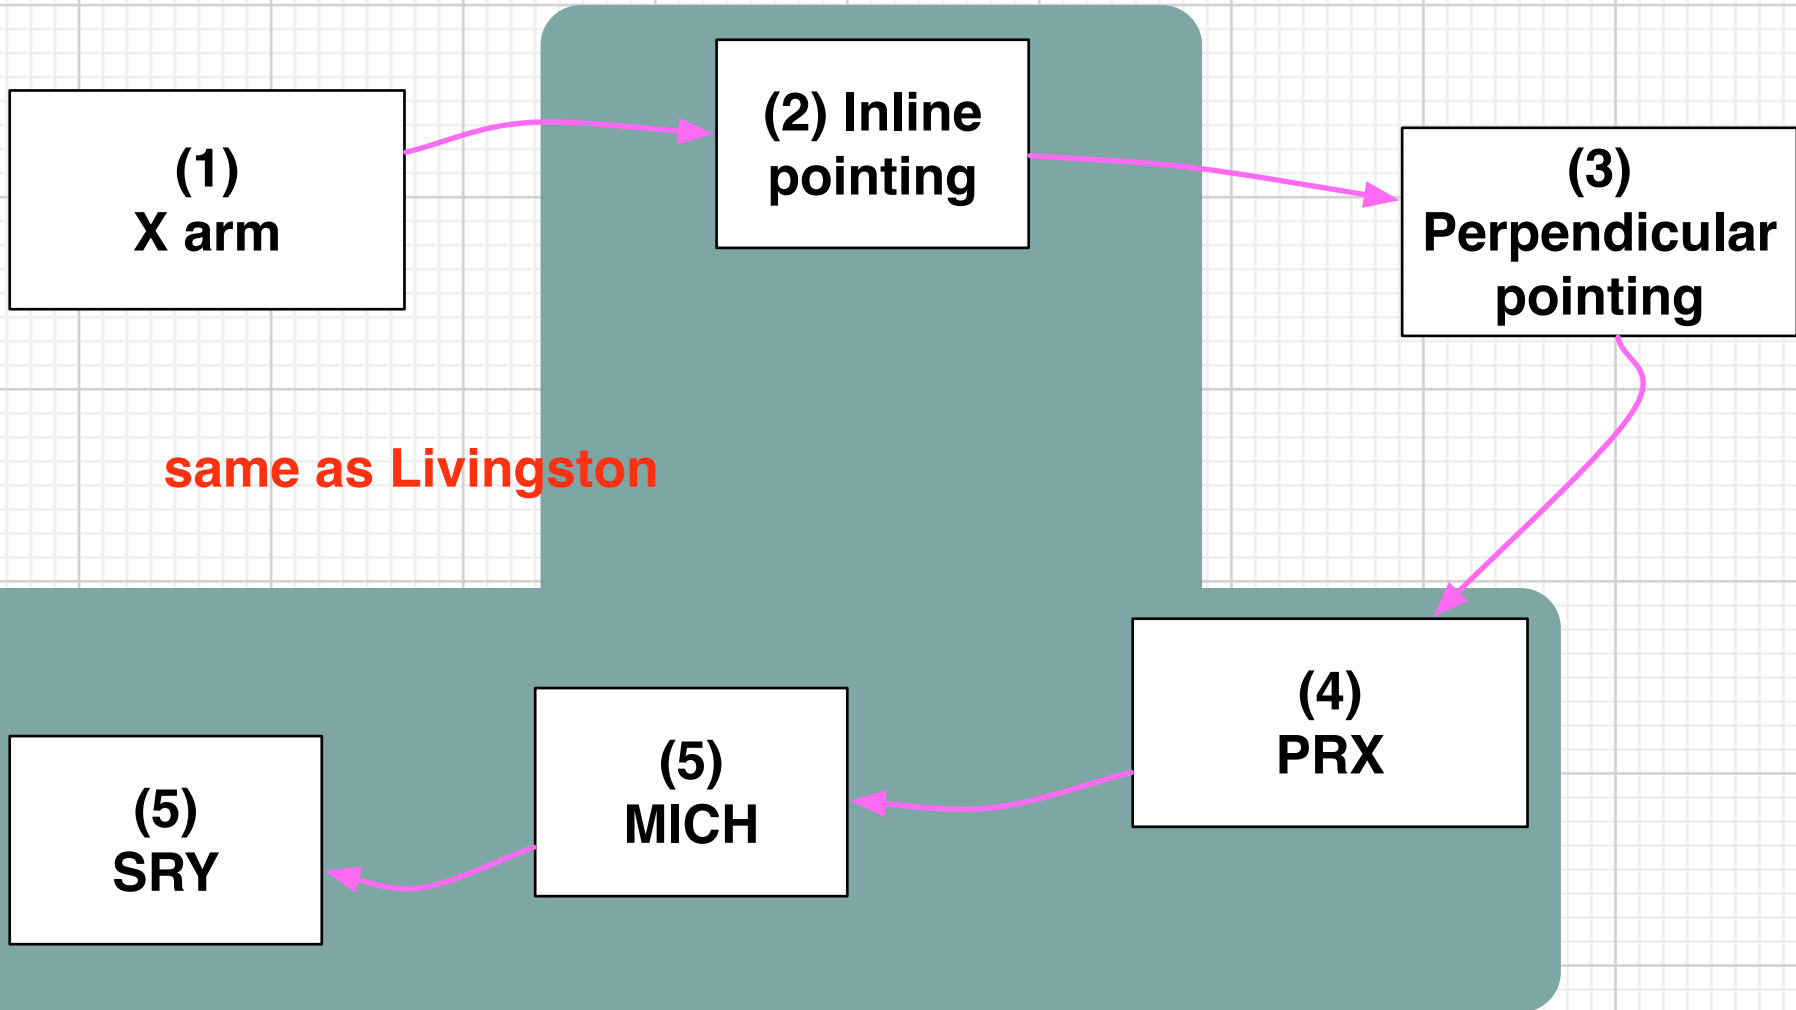 (1)
X arm
(2) Inline
pointing
(3)
Perpendicular
pointing
same as Livingston
(4)
PRX
(5)
MICH
(5)
SRY